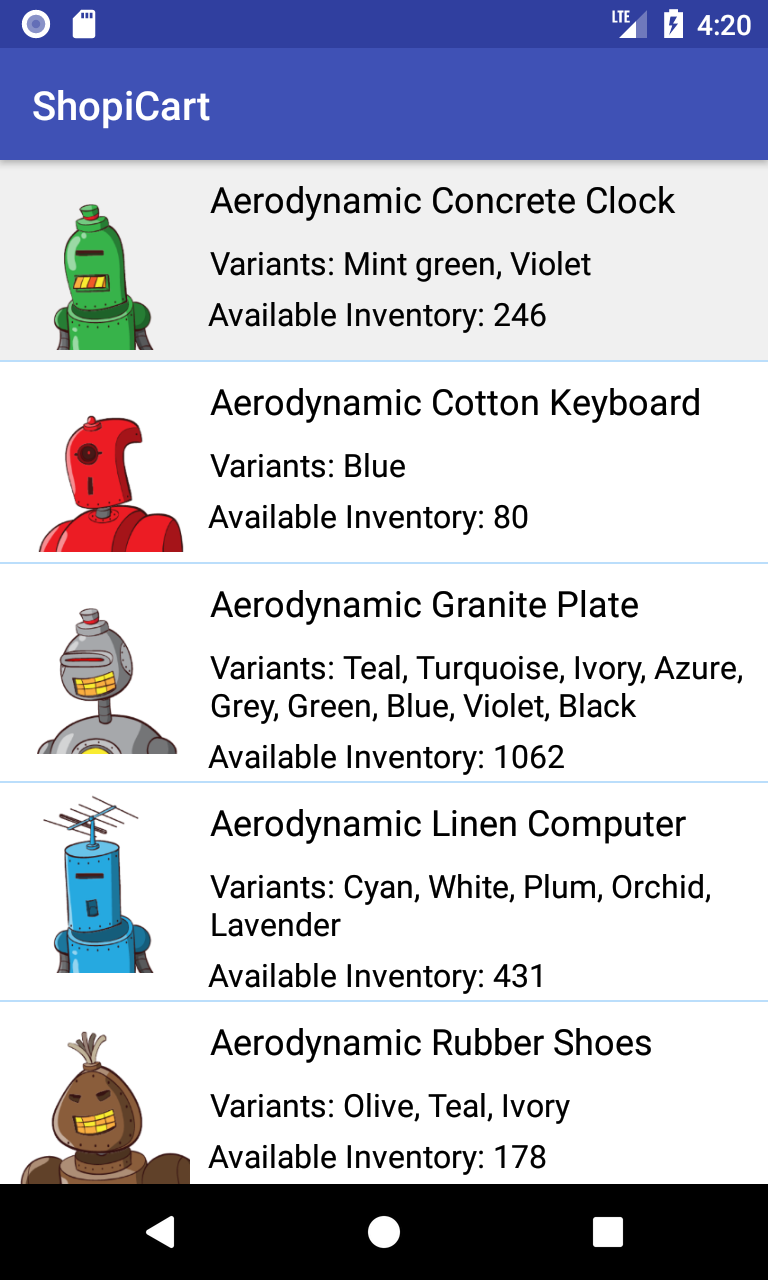 LTE 4:20
ShopiCart
Aerodynamic Concrete Clock
Variants: Mint green, Violet
Available Inventory: 246
Aerodynamic Cotton Keyboard
Variants: Blue
Available Inventory: 80
Aerodynamic Granite Plate
Variants: Teal, Turquoise, Ivory, Azure,
Grey, Green, Blue, Violet, Black
Available Inventory: 1062
Aerodynamic Linen Computer
Variants: Cyan, White, Plum, Orchid,
Lavender
Available Inventory: 431
Aerodynamic Rubber Shoes
Variants: Olive, Teal, Ivory
Available Inventory: 178